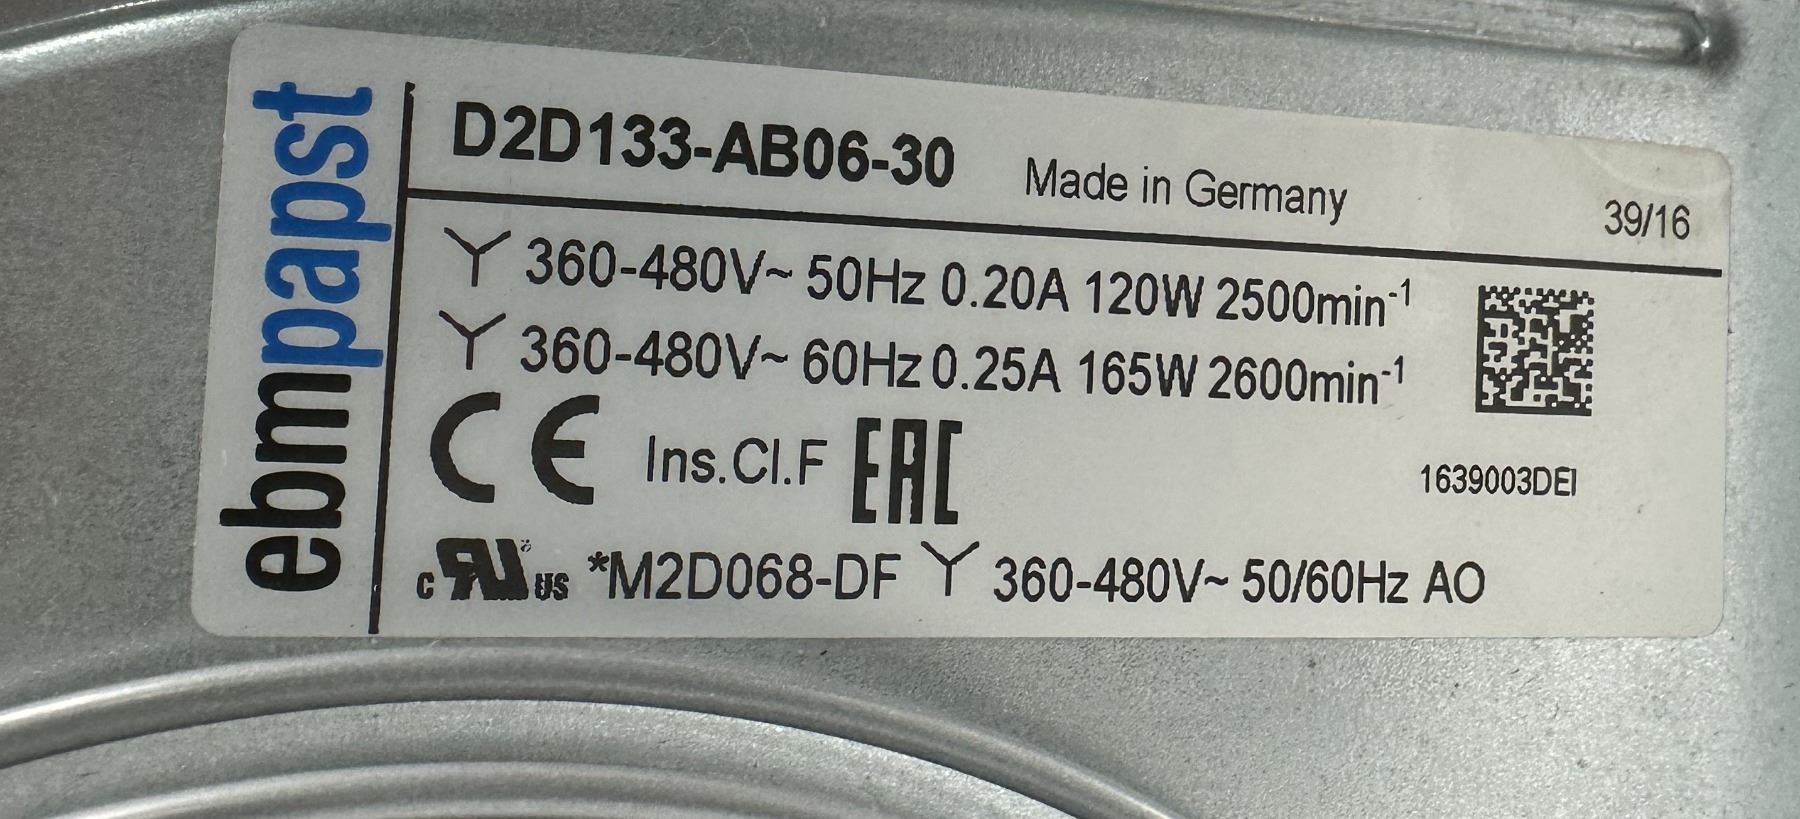 ebmpapst
D2D133-AB06-30 Made in Germany 39/16
Y 360-480V~ 50Hz 0.20A 120W 2500min-1
Y 360-480V~ 60Hz 0.25A 165W 2600min-1
CE Ins.Cl.F EAC
1639003DEI
c RU US *M2D068-DF Y 360-480V~ 50/60Hz AO